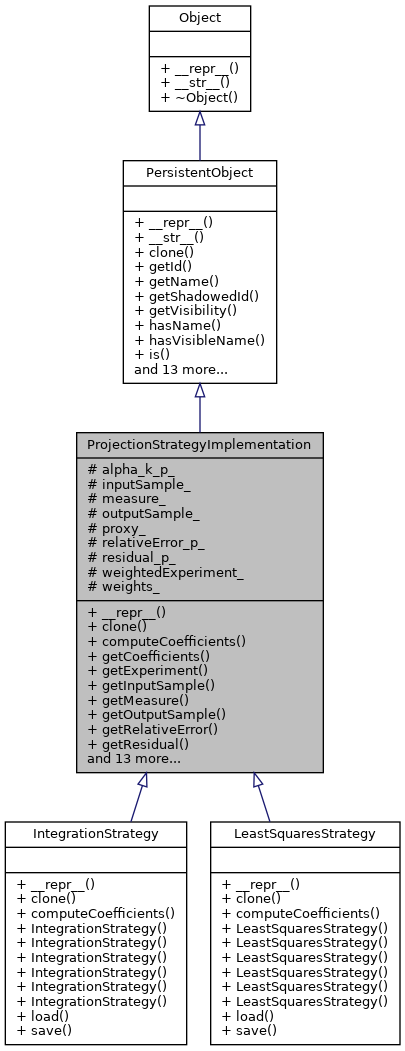 Object
+ __repr__()
+ __str__()
+ ~Object()
PersistentObject
+ __repr__()
+ __str__()
+ clone()
+ getId()
+ getName()
+ getShadowedId()
+ getVisibility()
+ hasName()
+ hasVisibleName()
+ is()
and 13 more...
ProjectionStrategyImplementation
# alpha_k_p_
# inputSample_
# measure_
# outputSample_
# proxy_
# relativeError_p_
# residual_p_
# weightedExperiment_
# weights_
+ __repr__()
+ clone()
+ computeCoefficients()
+ getCoefficients()
+ getExperiment()
+ getInputSample()
+ getMeasure()
+ getOutputSample()
+ getRelativeError()
+ getResidual()
and 13 more...
IntegrationStrategy
+ __repr__()
+ clone()
+ computeCoefficients()
+ IntegrationStrategy()
+ IntegrationStrategy()
+ IntegrationStrategy()
+ IntegrationStrategy()
+ IntegrationStrategy()
+ IntegrationStrategy()
+ load()
+ save()
LeastSquaresStrategy
+ __repr__()
+ clone()
+ computeCoefficients()
+ LeastSquaresStrategy()
+ LeastSquaresStrategy()
+ LeastSquaresStrategy()
+ LeastSquaresStrategy()
+ LeastSquaresStrategy()
+ LeastSquaresStrategy()
+ load()
+ save()